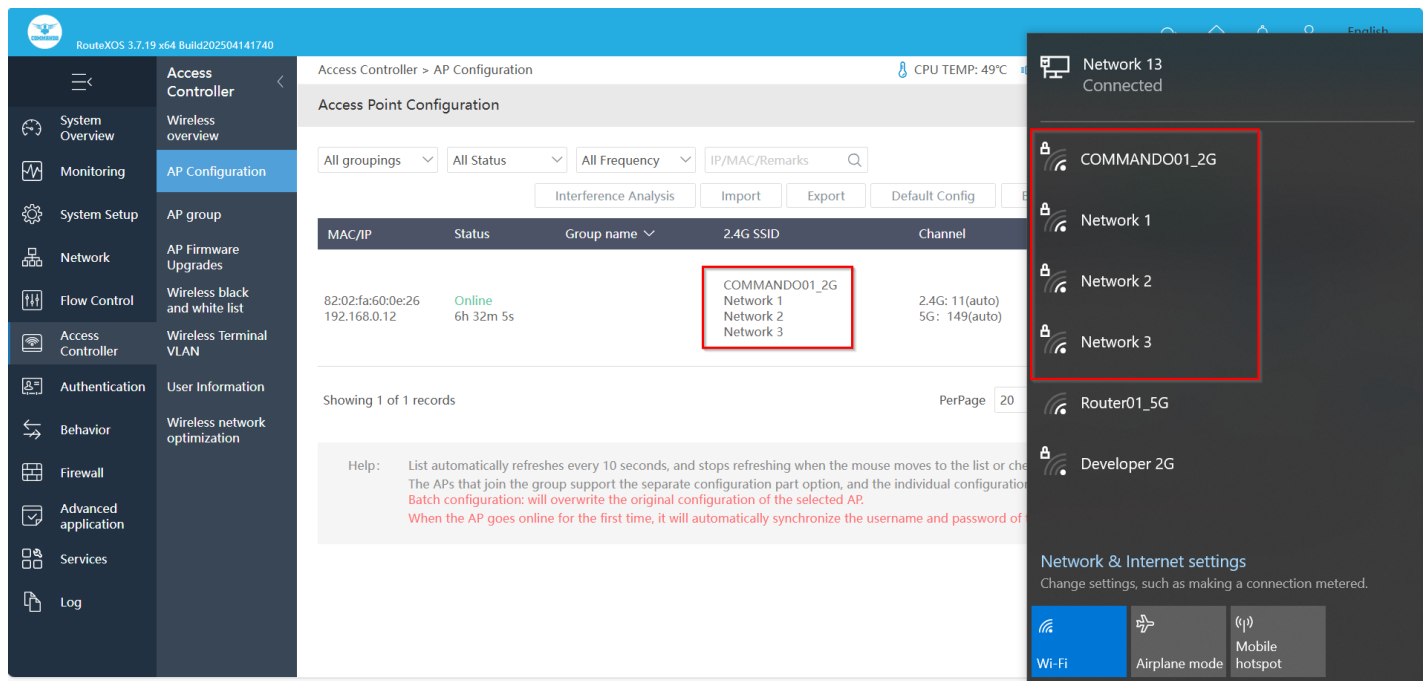 COMMANDO
RouteXOS 3.7.19 x64 Build202504141740
English
System
Overview
Monitoring
System Setup
Network
Flow Control
Access
Controller
Authentication
Behavior
Firewall
Advanced
application
Services
Log
Access
Controller
Wireless
overview
AP Configuration
AP group
AP Firmware
Upgrades
Wireless black
and white list
Wireless Terminal
VLAN
User Information
Wireless network
optimization
Access Controller > AP Configuration
CPU TEMP: 49℃
Access Point Configuration
All groupings
All Status
All Frequency
IP/MAC/Remarks
Interference Analysis
Import
Export
Default Config
MAC/IP Status Group name 2.4G SSID Channel
82:02:fa:60:0e:26
192.168.0.12
Online
6h 32m 5s
COMMANDO01_2G
Network 1
Network 2
Network 3
2.4G: 11(auto)
5G: 149(auto)
Showing 1 of 1 records
PerPage 20
Help: List automatically refreshes every 10 seconds, and stops refreshing when the mouse moves to the list or che
The APs that join the group support the separate configuration part option, and the individual configuration
Batch configuration: will overwrite the original configuration of the selected AP.
When the AP goes online for the first time, it will automatically synchronize the username and password of
Network 13
Connected
COMMANDO01_2G
Network 1
Network 2
Network 3
Router01_5G
Developer 2G
Network & Internet settings
Change settings, such as making a connection metered.
Wi-Fi
Airplane mode
Mobile
hotspot